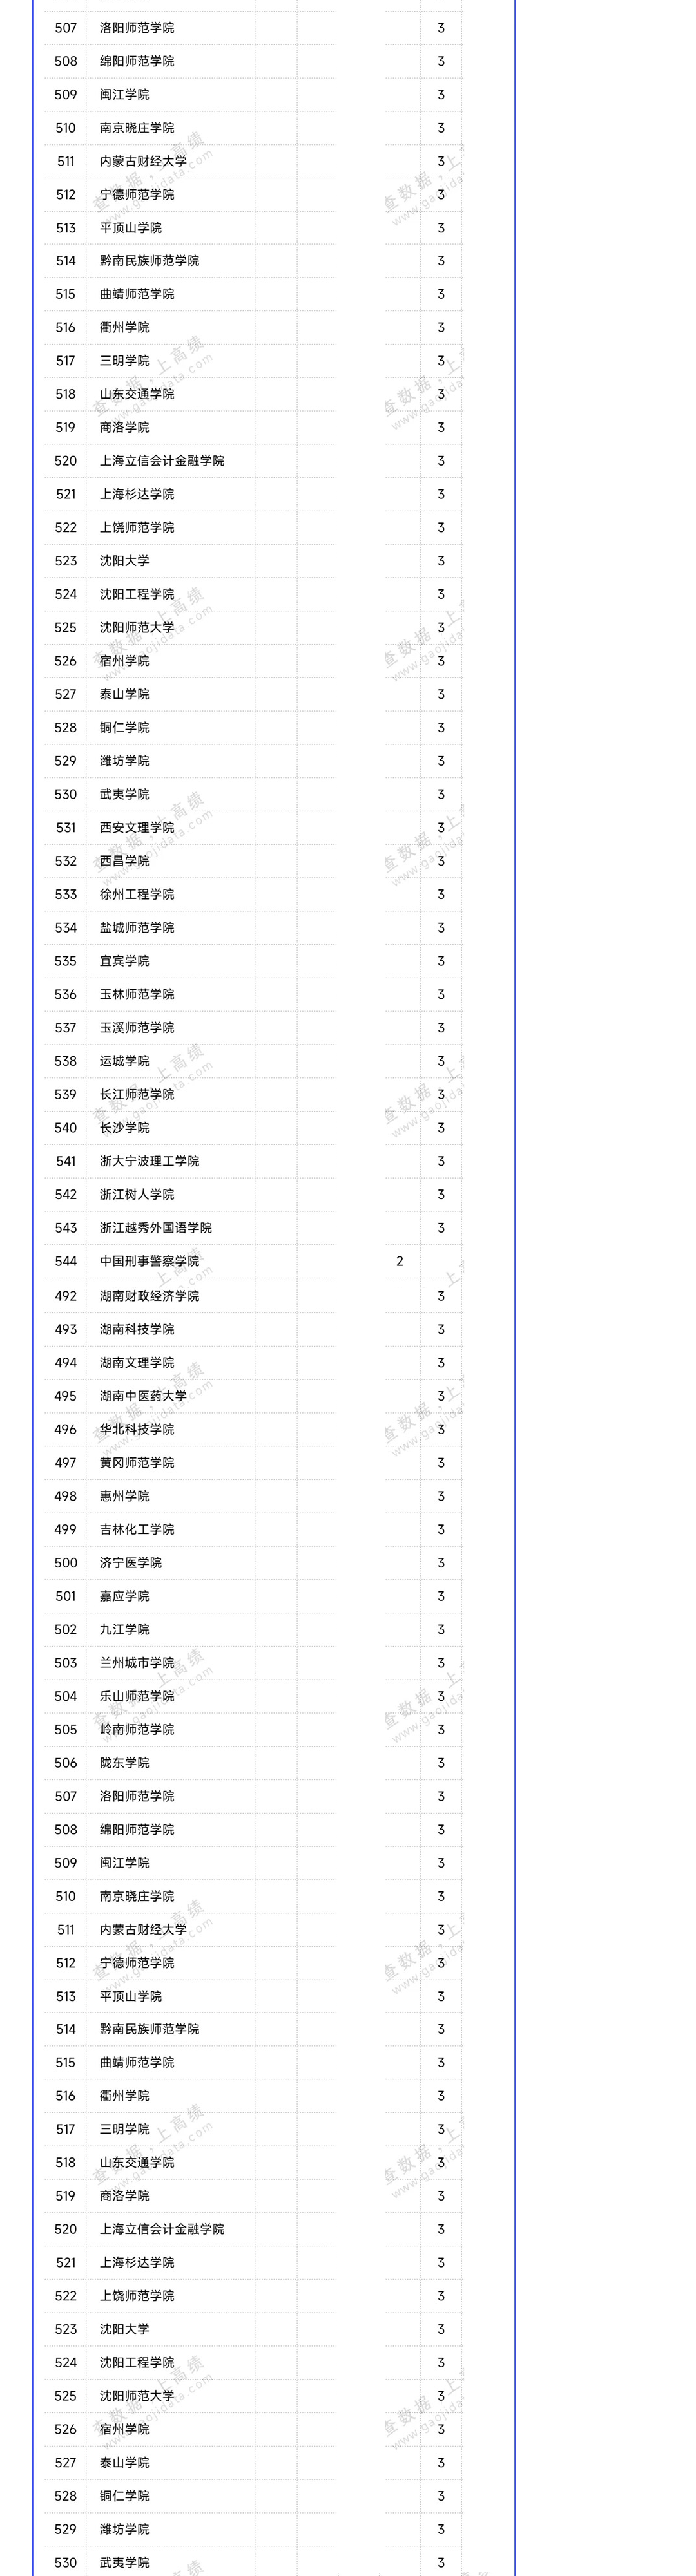 507 洛阳师范学院 3
508 绵阳师范学院 3
509 闽江学院 3
510 南京晓庄学院 3
511 内蒙古财经大学 3
512 宁德师范学院 3
513 平顶山学院 3
514 黔南民族师范学院 3
515 曲靖师范学院 3
516 衢州学院 3
517 三明学院 3
518 山东交通学院 3
519 商洛学院 3
520 上海立信会计金融学院 3
521 上海杉达学院 3
522 上饶师范学院 3
523 沈阳大学 3
524 沈阳工程学院 3
525 沈阳师范大学 3
526 宿州学院 3
527 泰山学院 3
528 铜仁学院 3
529 潍坊学院 3
530 武夷学院 3
531 西安文理学院 3
532 西昌学院 3
533 徐州工程学院 3
534 盐城师范学院 3
535 宜宾学院 3
536 玉林师范学院 3
537 玉溪师范学院 3
538 运城学院 3
539 长江师范学院 3
540 长沙学院 3
541 浙大宁波理工学院 3
542 浙江树人学院 3
543 浙江越秀外国语学院 3
544 中国刑事警察学院 2
492 湖南财政经济学院 3
493 湖南科技学院 3
494 湖南文理学院 3
495 湖南中医药大学 3
496 华北科技学院 3
497 黄冈师范学院 3
498 惠州学院 3
499 吉林化工学院 3
500 济宁医学院 3
501 嘉应学院 3
502 九江学院 3
503 兰州城市学院 3
504 乐山师范学院 3
505 岭南师范学院 3
506 陇东学院 3
507 洛阳师范学院 3
508 绵阳师范学院 3
509 闽江学院 3
510 南京晓庄学院 3
511 内蒙古财经大学 3
512 宁德师范学院 3
513 平顶山学院 3
514 黔南民族师范学院 3
515 曲靖师范学院 3
516 衢州学院 3
517 三明学院 3
518 山东交通学院 3
519 商洛学院 3
520 上海立信会计金融学院 3
521 上海杉达学院 3
522 上饶师范学院 3
523 沈阳大学 3
524 沈阳工程学院 3
525 沈阳师范大学 3
526 宿州学院 3
527 泰山学院 3
528 铜仁学院 3
529 潍坊学院 3
530 武夷学院 3
查数据，上高绩
www.gaojidata.com